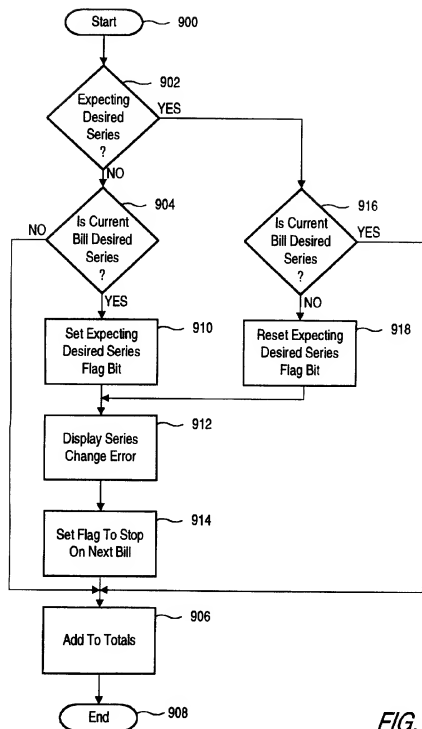 Start
900
902
Expecting
Desired
Series
?
YES
NO
904
Is Current
Bill Desired
Series
?
NO
YES
916
Is Current
Bill Desired
Series
?
YES
NO
Set Expecting
Desired Series
Flag Bit
910
Reset Expecting
Desired Series
Flag Bit
918
Display Series
Change Error
912
Set Flag To Stop
On Next Bill
914
Add To Totals
906
End
908
FIG.